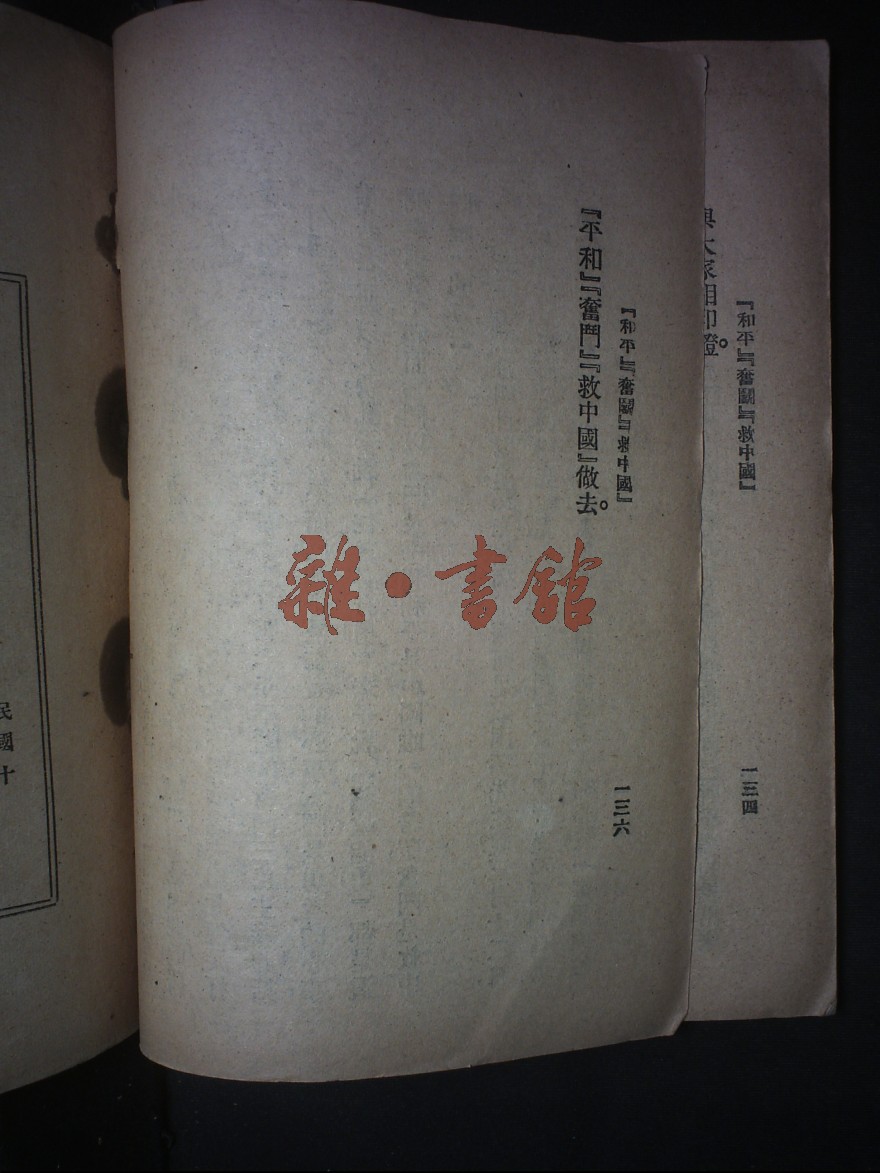 『和平』『奮鬭』『救中國』 一三四
與大家相印證。
『和平』『奮鬭』『救中國』 一三六
『平和』『奮鬥』『救中國』做去。
雜·書館
民國十